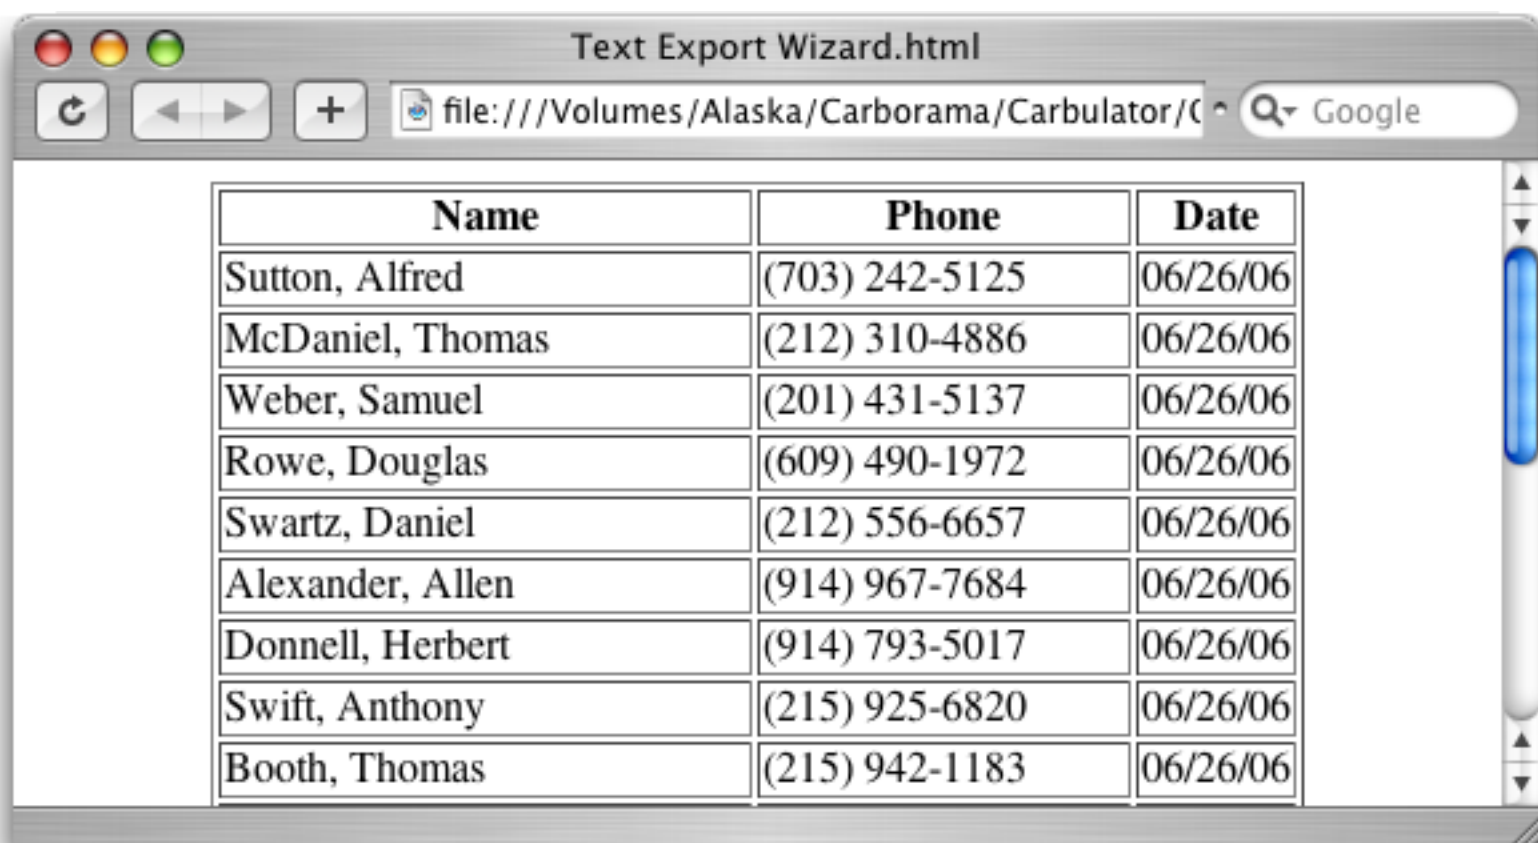 Text Export Wizard.html
file:///Volumes/Alaska/Carborama/Carbulator/ Google
Name Phone Date
Sutton, Alfred (703) 242-5125 06/26/06
McDaniel, Thomas (212) 310-4886 06/26/06
Weber, Samuel (201) 431-5137 06/26/06
Rowe, Douglas (609) 490-1972 06/26/06
Swartz, Daniel (212) 556-6657 06/26/06
Alexander, Allen (914) 967-7684 06/26/06
Donnell, Herbert (914) 793-5017 06/26/06
Swift, Anthony (215) 925-6820 06/26/06
Booth, Thomas (215) 942-1183 06/26/06